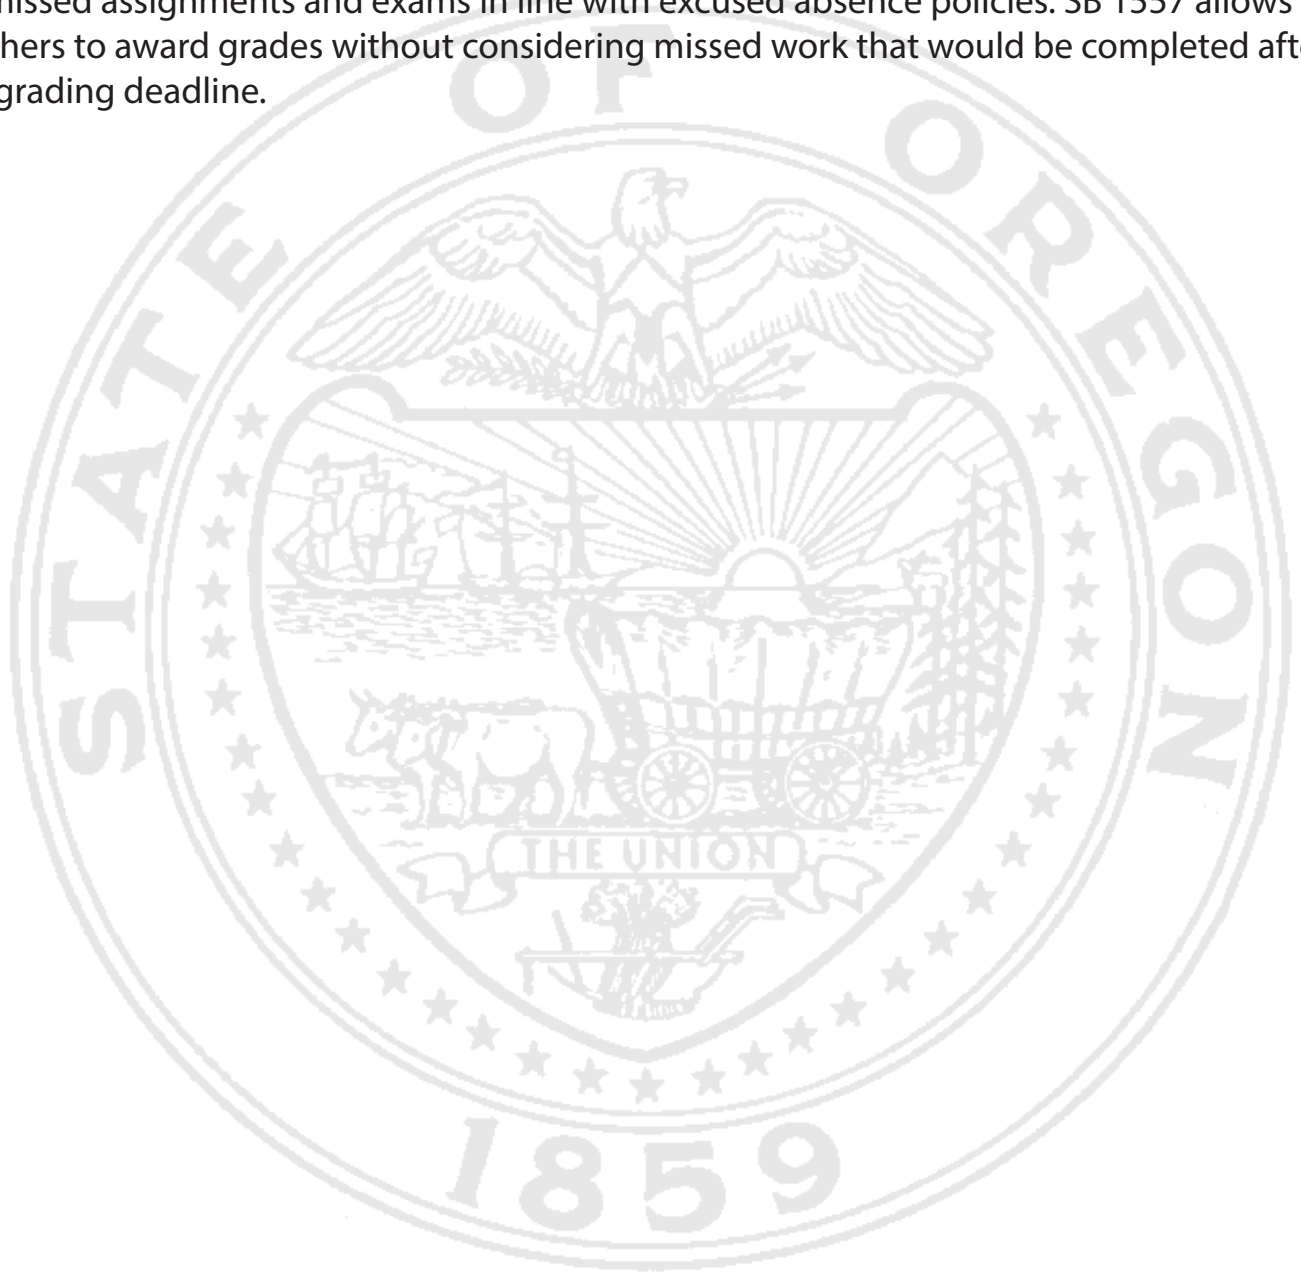 missed assignments and exams in line with excused absence policies. SB 1557 allows
hers to award grades without considering missed work that would be completed aft
grading deadline.
STATE OF OREGON
THE UNION
1859